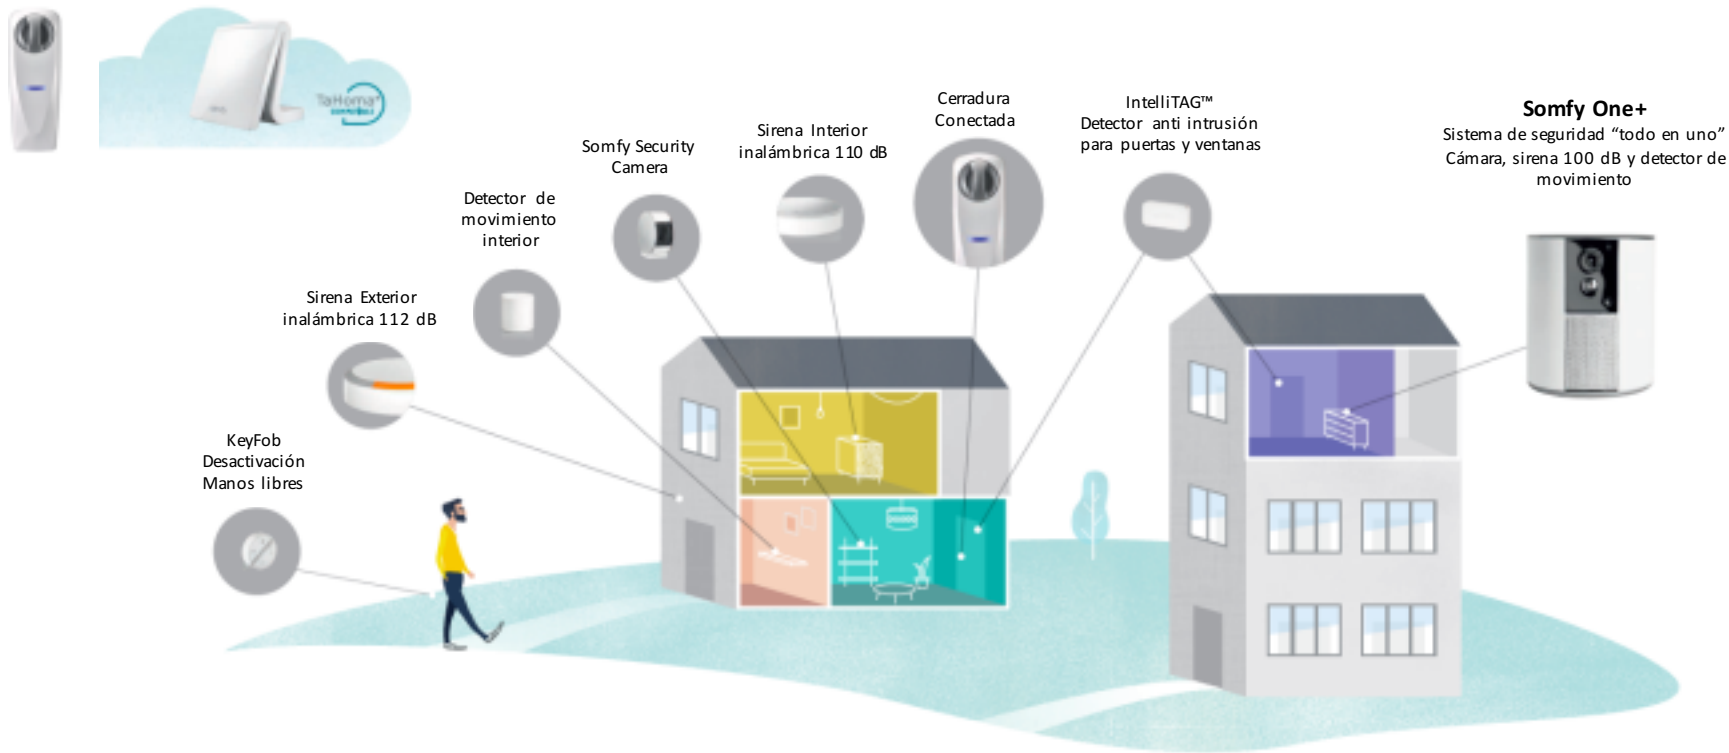 TaHoma®
COMPATIBLE
Cerradura
Conectada
IntelliTAG™
Detector anti intrusión
para puertas y ventanas
Somfy One+
Sistema de seguridad “todo en uno”
Cámara, sirena 100 dB y detector de
movimiento
Sirena Interior
inalámbrica 110 dB
Somfy Security
Camera
Detector de
movimiento
interior
Sirena Exterior
inalámbrica 112 dB
KeyFob
Desactivación
Manos libres